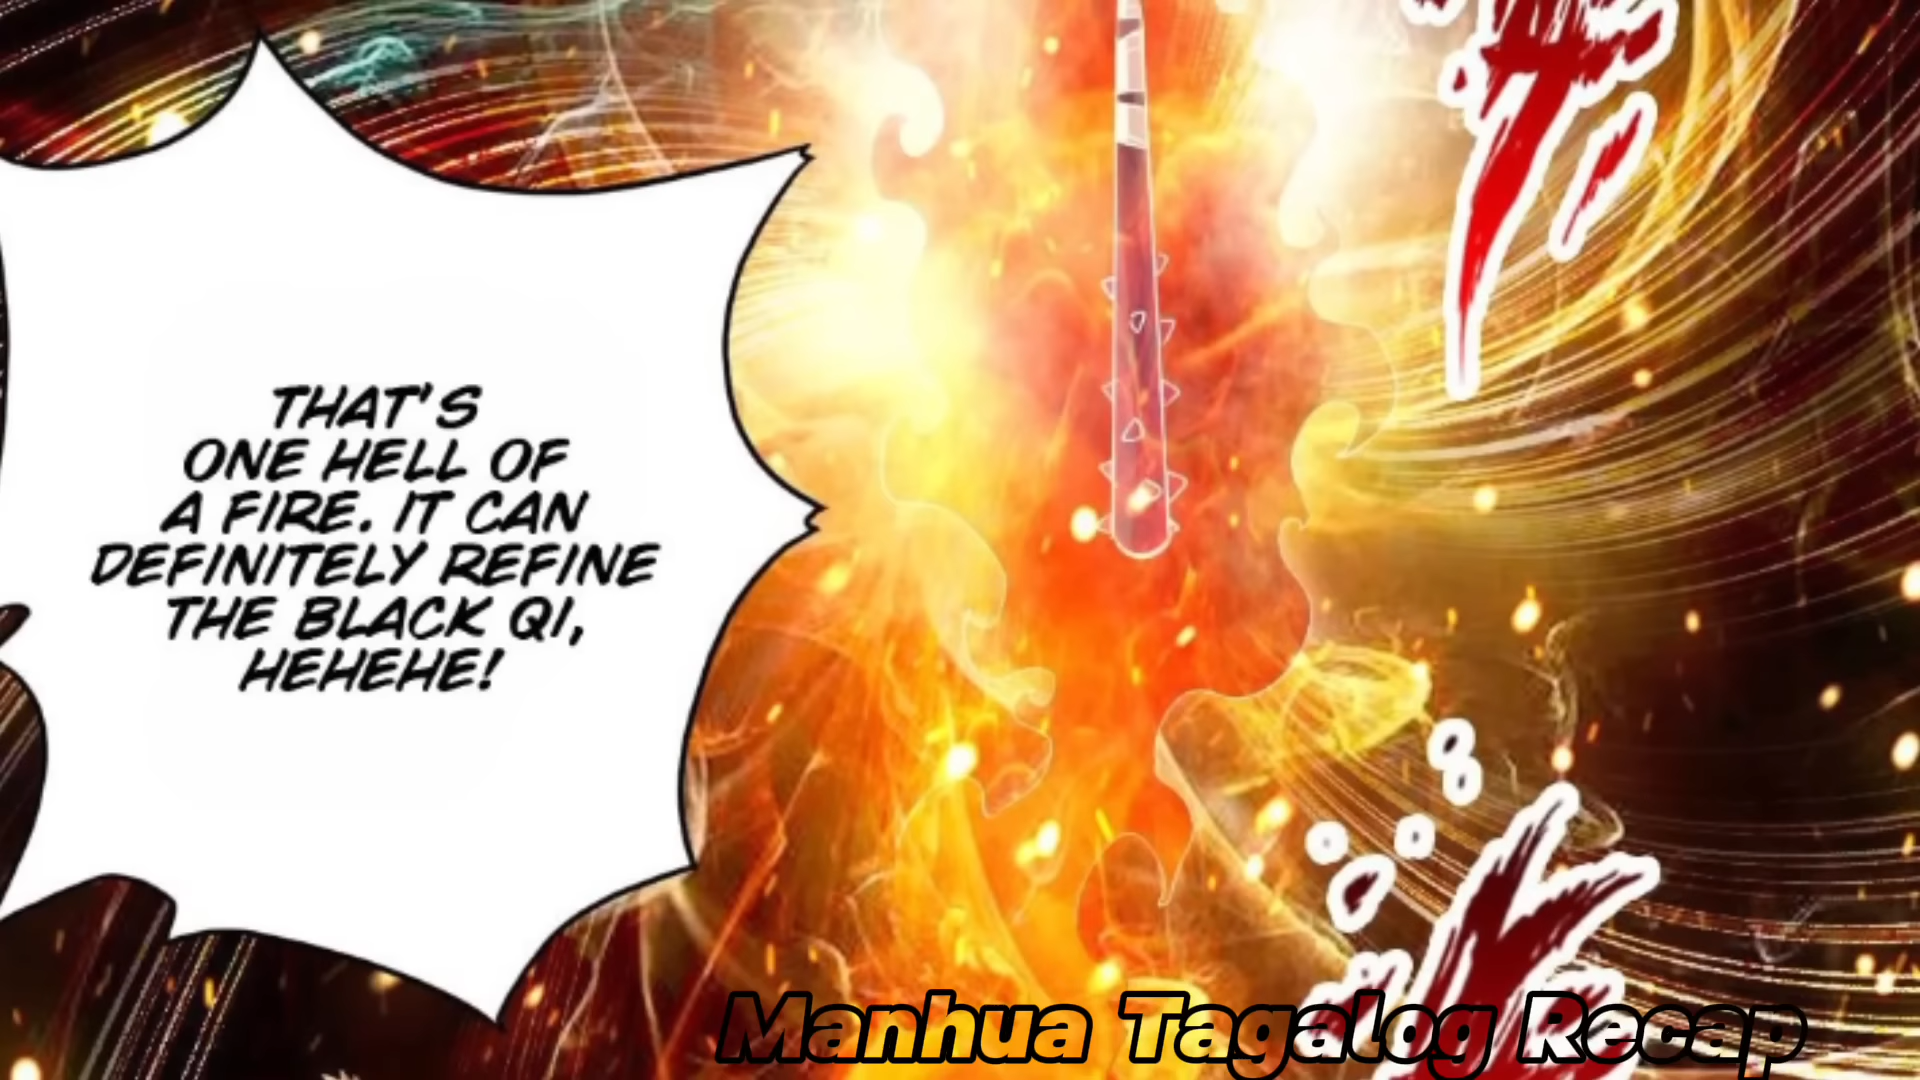 THAT'S
ONE HELL OF
A FIRE. IT CAN
DEFINITELY REFINE
THE BLACK QI,
HEHEHE!
Manhua Tagalog Recap